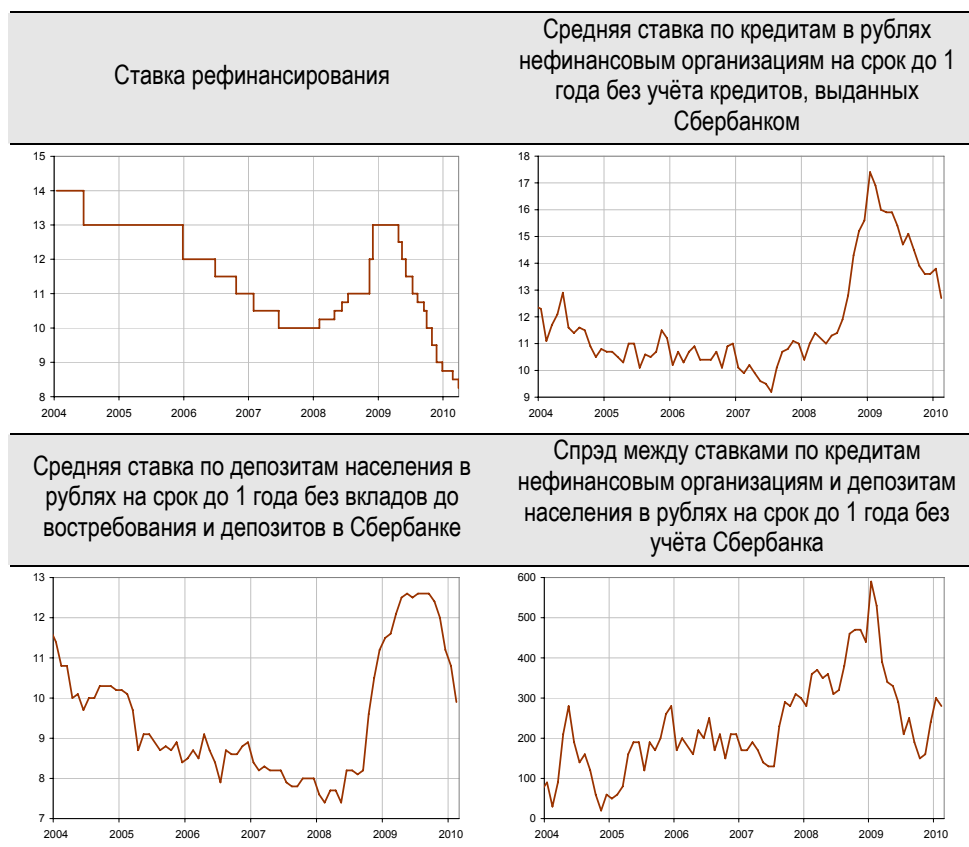 Ставка рефинансирования
Средняя ставка по кредитам в рублях
нефинансовым организациям на срок до 1
года без учёта кредитов, выданных
Сбербанком
15
14
13
12
11
10
9
8
2004 2005 2006 2007 2008 2009 2010
18
17
16
15
14
13
12
11
10
9
2004 2005 2006 2007 2008 2009 2010
Средняя ставка по депозитам населения в
рублях на срок до 1 года без вкладов до
востребования и депозитов в Сбербанке
Спрэд между ставками по кредитам
нефинансовым организациям и депозитам
населения в рублях на срок до 1 года без
учёта Сбербанка
13
12
11
10
9
8
7
2004 2005 2006 2007 2008 2009 2010
600
500
400
300
200
100
0
2004 2005 2006 2007 2008 2009 2010